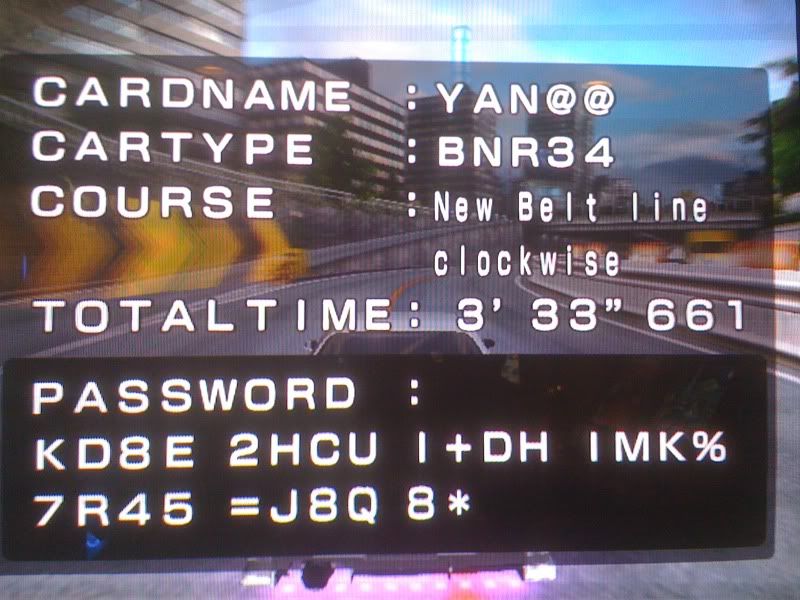 CARDNAME : YAN@@
CARTYPE : BNR34
COURSE : New Belt line
clockwise
TOTALTIME : 3' 33" 661
PASSWORD :
KD8E 2HCU I+DH 1MK%
7R45 =J8Q 8*